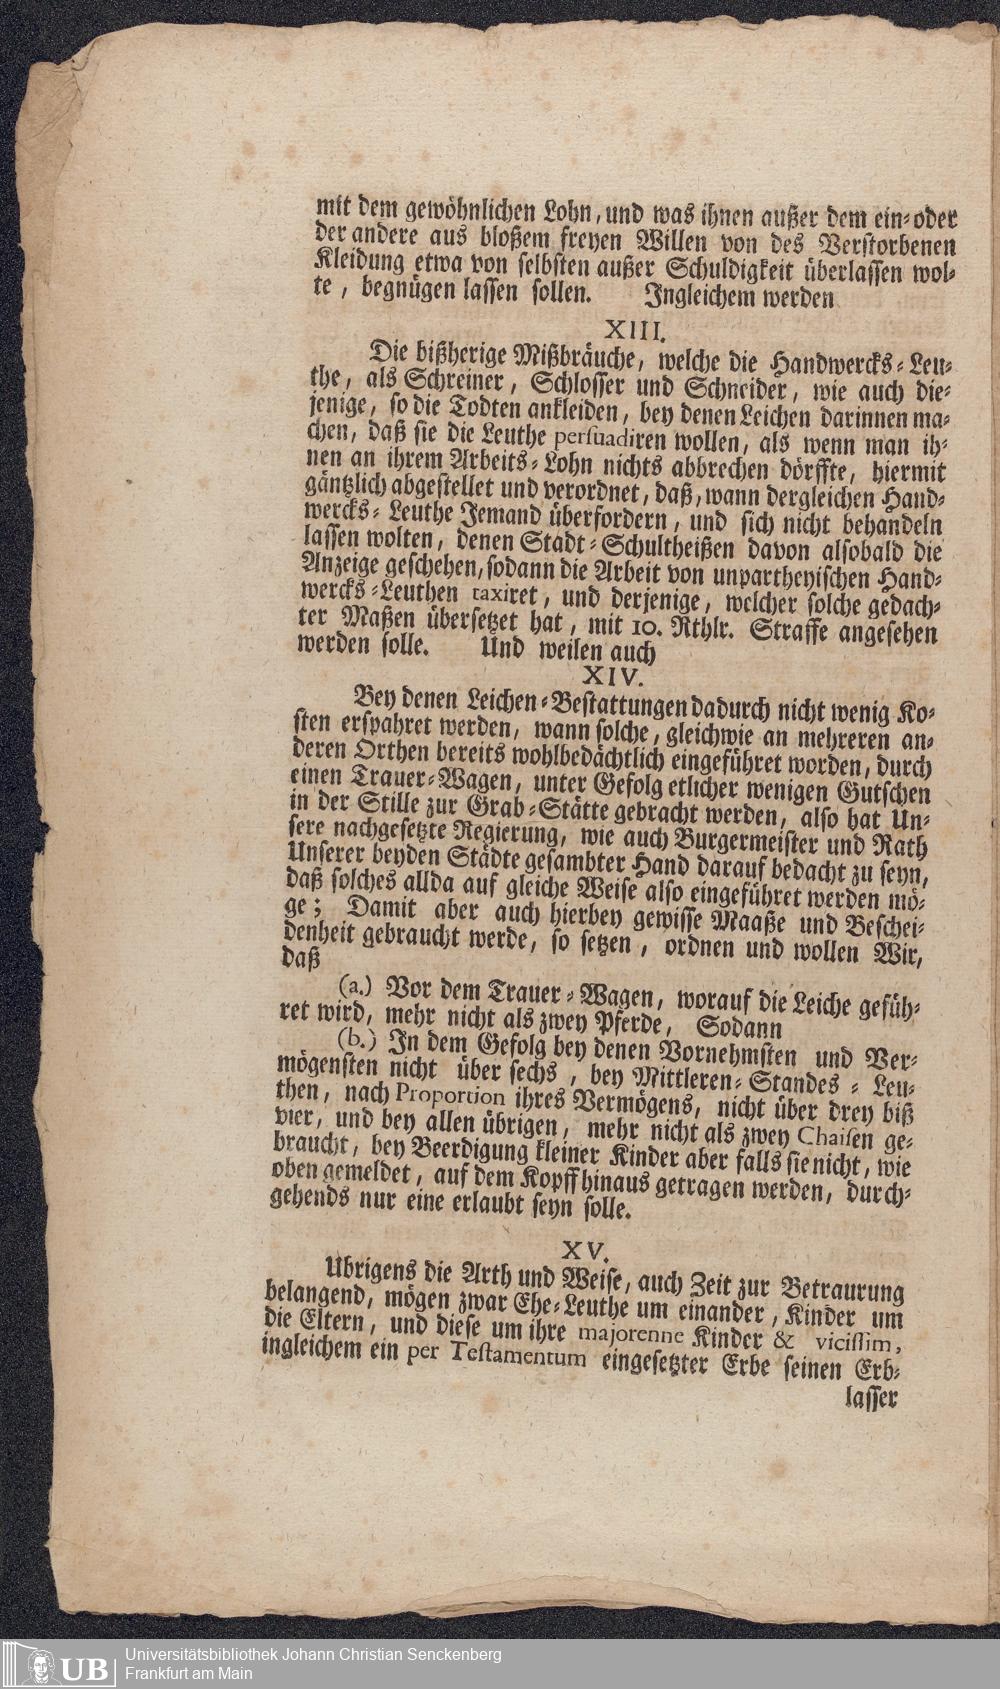 mit dem gewöhnlichen Lohn, und was ihnen außer dem ein- oder
der andere aus bloßem freyen Willen von des Verstorbenen
Kleidung etwa von selbsten außer Schuldigkeit überlassen wol-
te, begnügen lassen sollen. Ingleichem werden
XIII.
Die bißherige Mißbräuche, welche die Handwercks-Leu-
the, als Schreiner, Schlosser und Schneider, wie auch die-
jenige, so die Todten ankleiden, bey denen Leichen darinnen ma-
chen, daß sie die Leuthe persuadiren wollen, als wenn man ih-
nen an ihrem Arbeits-Lohn nichts abbrechen dörffte, hiermit
gäntzlich abgestellet und verordnet, daß, wann dergleichen Hand-
wercks-Leuthe Jemand überfordern, und sich nicht behandeln
lassen wolten, denen Stadt-Schultheißen davon alsobald die
Anzeige geschehen, sodann die Arbeit von unpartheyischen Hand-
wercks-Leuthen taxiret, und derjenige, welcher solche gedach-
ter Maßen übersetzet hat, mit 10. Rthlr. Straffe angesehen
werden solle. Und weilen auch
XIV.
Bey denen Leichen-Bestattungen dadurch nicht wenig Ko-
sten erspahret werden, wann solche, gleichwie an mehreren an-
deren Orthen bereits wohlbedächtlich eingeführet worden, durch
einen Trauer-Wagen, unter Gefolg etlicher wenigen Gutschen
in der Stille zur Grab-Stätte gebracht werden, also hat Un-
sere nachgesetzte Regierung, wie auch Burgermeister und Rath
Unserer beyden Städte gesambter Hand darauf bedacht zu seyn,
daß solches allda auf gleiche Weise also eingeführet werden mö-
ge; Damit aber auch hierbey gewisse Maaße und Beschei-
denheit gebraucht werde, so setzen, ordnen und wollen Wir,
daß
(a.) Vor dem Trauer-Wagen, worauf die Leiche gefüh-
ret wird, mehr nicht als zwey Pferde, Sodann
(b.) In dem Gefolg bey denen Vornehmsten und Ver-
mögensten nicht über sechs, bey Mittleren-Standes-Leu-
then, nach Proportion ihres Vermögens, nicht über drey biß
vier, und bey allen übrigen, mehr nicht als zwey Chaisen ge-
braucht, bey Beerdigung kleiner Kinder aber falls sie nicht, wie
oben gemeldet, auf dem Kopff hinaus getragen werden, durch-
gehends nur eine erlaubt seyn solle.
XV.
Ubrigens die Arth und Weise, auch Zeit zur Betraurung
belangend, mögen zwar Ehe-Leuthe um einander, Kinder um
die Eltern, und diese um ihre majorenne Kinder & vicissim,
ingleichem ein per Testamentum eingesetzter Erbe seinen Erb-
lasser
UB
Universitätsbibliothek Johann Christian Senckenberg
Frankfurt am Main